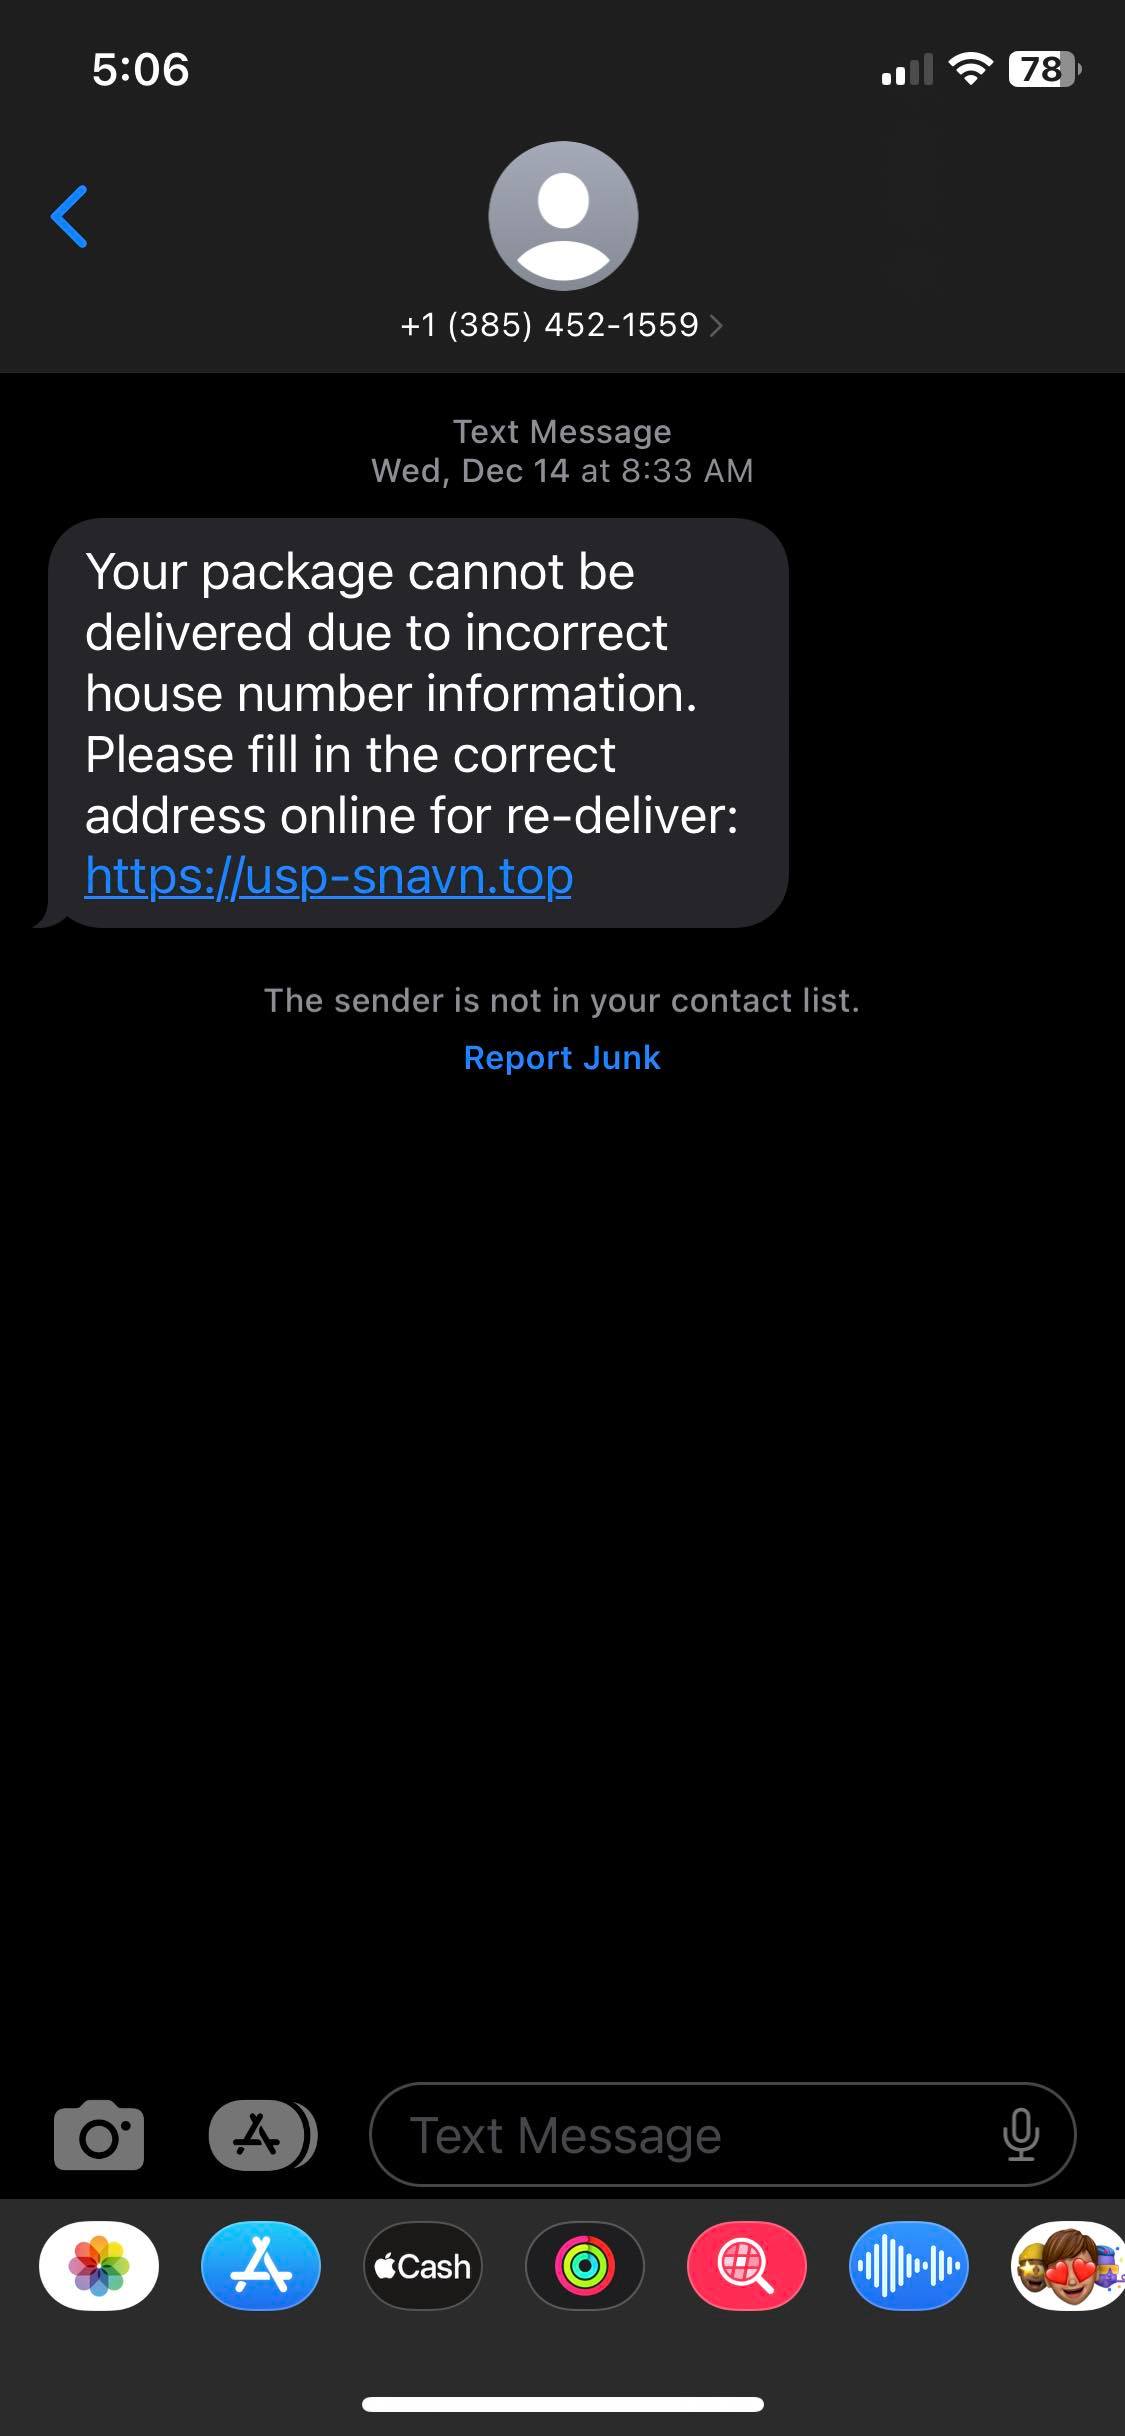 5:06
78
+1 (385) 452-1559
Text Message
Wed, Dec 14 at 8:33 AM
Your package cannot be
delivered due to incorrect
house number information.
Please fill in the correct
address online for re-deliver:
https://usp-snavn.top
The sender is not in your contact list.
Report Junk
Text Message
Cash